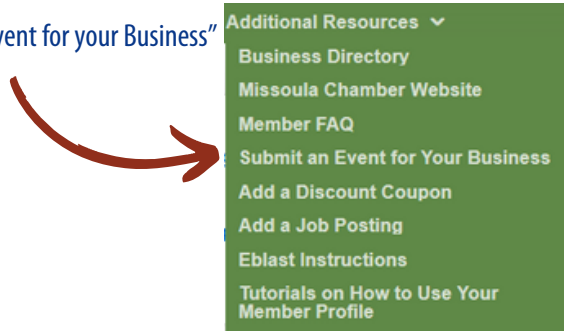 vent for your Business”
Additional Resources
Business Directory
Missoula Chamber Website
Member FAQ
Submit an Event for Your Business
Add a Discount Coupon
Add a Job Posting
Eblast Instructions
Tutorials on How to Use Your
Member Profile